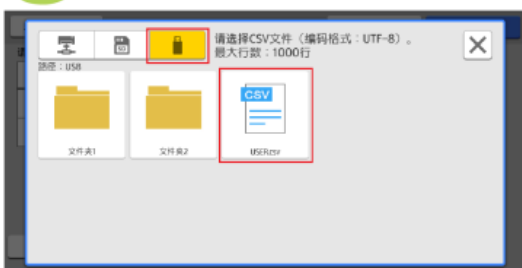 SD
请选择CSV文件（编码格式：UTF-8）。
最大行数：1000行
路径：USB
CSV
文件夹1
文件夹2
USER.csv